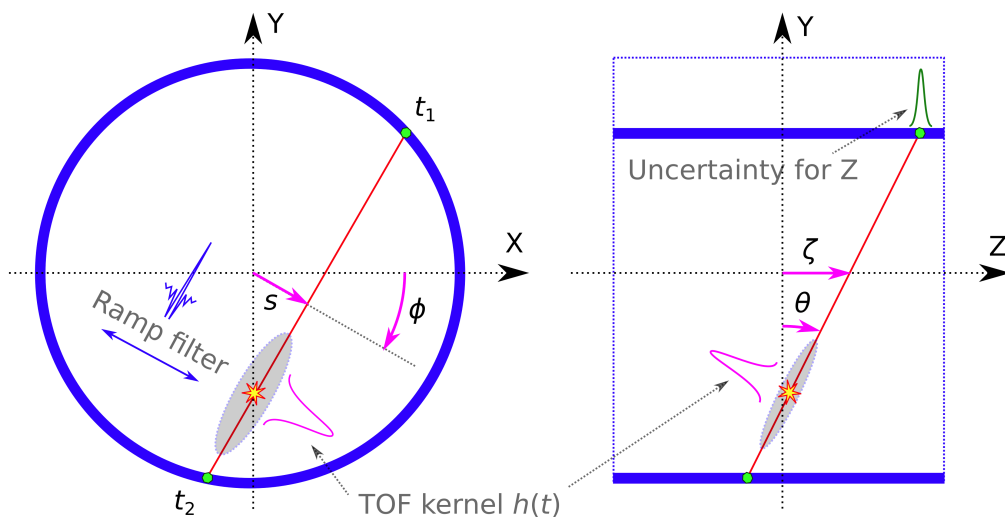 Y
t₁
X
s
ϕ
Ramp filter
t₂
TOF kernel h(t)
Y
Uncertainty for Z
Z
ζ
θ